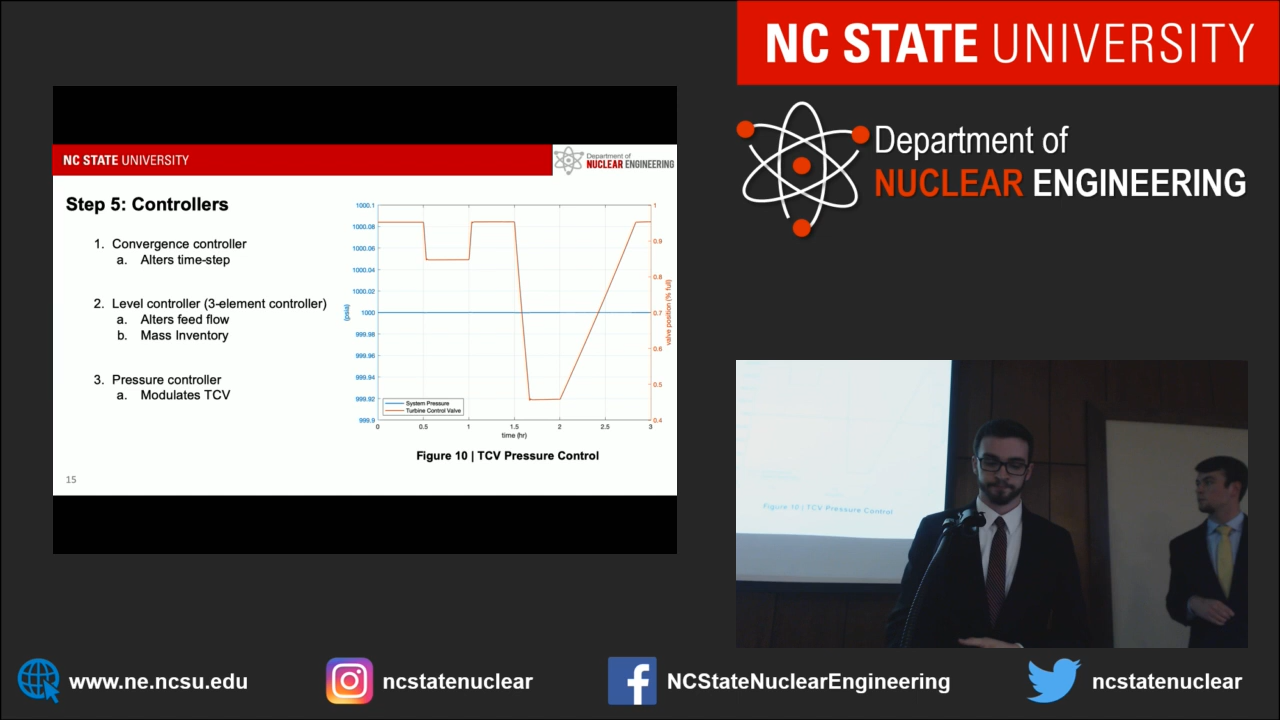 NC STATE UNIVERSITY
Department of
NUCLEAR ENGINEERING
NC STATE UNIVERSITY
Department of
NUCLEAR ENGINEERING
Step 5: Controllers
1. Convergence controller
a. Alters time-step
2. Level controller (3-element controller)
a. Alters feed flow
b. Mass Inventory
3. Pressure controller
a. Modulates TCV
1000.1
1000.08
1000.06
1000.04
1000.02
1000
999.98
999.96
999.94
999.92
999.9
(psia)
1
0.9
0.8
0.7
0.6
0.5
0.4
valve position (% full)
System Pressure
Turbine Control Valve
0 0.5 1 1.5 2 2.5 3
time (hr)
Figure 10 | TCV Pressure Control
15
Figure 10 | TCV Pressure Control
www.ne.ncsu.edu
ncstatenuclear
NCStateNuclearEngineering
ncstatenuclear